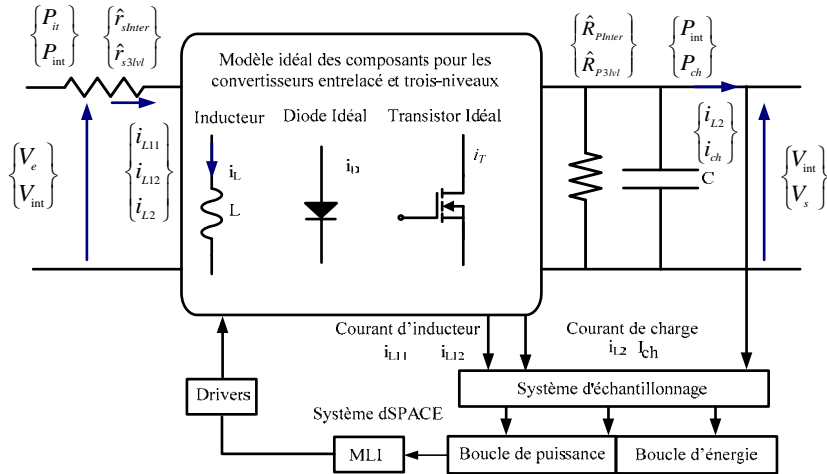 P_it
P_int
r̂_sInter
r̂_s3lvl
Modèle idéal des composants pour les
convertisseurs entrelacé et trois-niveaux
R̂_PInter
R̂_P3lvl
P_int
P_ch
Inducteur
Diode Idéal
Transistor Idéal
i_L11
i_L12
i_L2
i_L
i_D
i_T
i_L2
i_ch
V_e
V_int
L
C
V_int
V_s
Courant d'inducteur
i_L11 i_L12
Courant de charge
i_L2 I_ch
Système d'échantillonnage
Drivers
Système dSPACE
MLI
Boucle de puissance
Boucle d'énergie